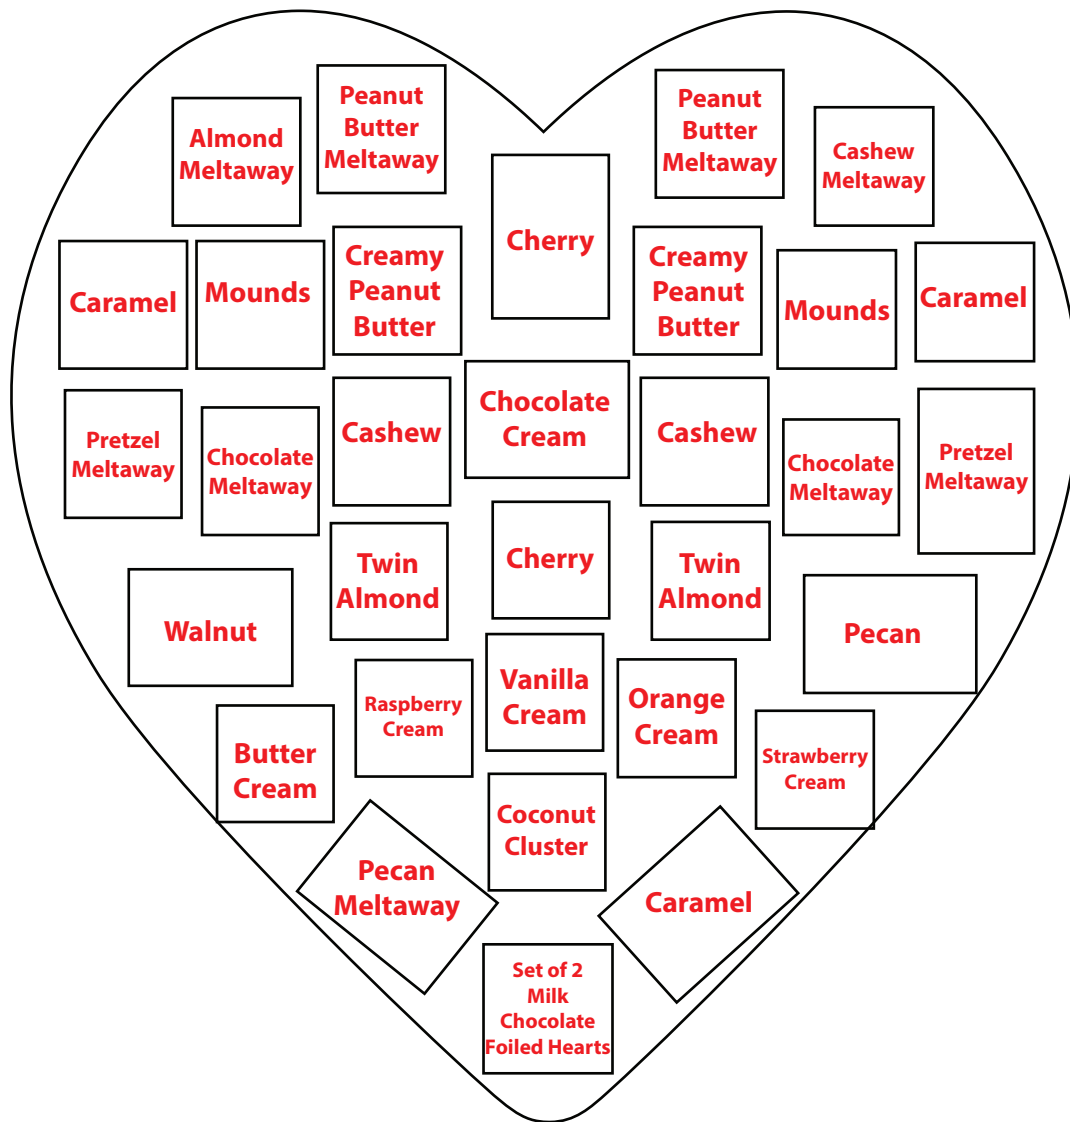 Almond
Meltaway
Peanut
Butter
Meltaway
Cherry
Peanut
Butter
Meltaway
Cashew
Meltaway
Caramel
Mounds
Creamy
Peanut
Butter
Creamy
Peanut
Butter
Mounds
Caramel
Pretzel
Meltaway
Chocolate
Meltaway
Cashew
Chocolate
Cream
Cashew
Chocolate
Meltaway
Pretzel
Meltaway
Walnut
Twin
Almond
Cherry
Twin
Almond
Pecan
Butter
Cream
Raspberry
Cream
Vanilla
Cream
Orange
Cream
Strawberry
Cream
Pecan
Meltaway
Coconut
Cluster
Caramel
Set of 2
Milk
Chocolate
Foiled Hearts